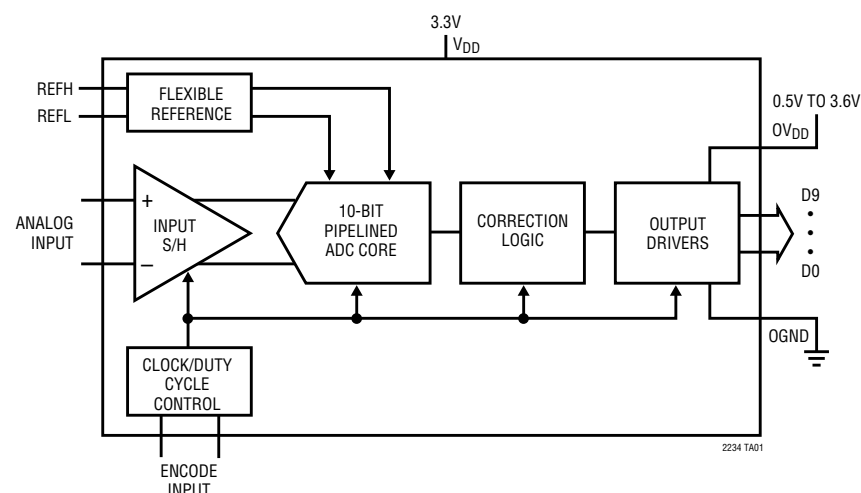 3.3V
VDD
REFH
REFL
FLEXIBLE
REFERENCE
0.5V TO 3.6V
OVDD
ANALOG
INPUT
+
−
INPUT
S/H
10-BIT
PIPELINED
ADC CORE
CORRECTION
LOGIC
OUTPUT
DRIVERS
D9
•
•
•
D0
OGND
CLOCK/DUTY
CYCLE
CONTROL
ENCODE
INPUT
2234 TA01